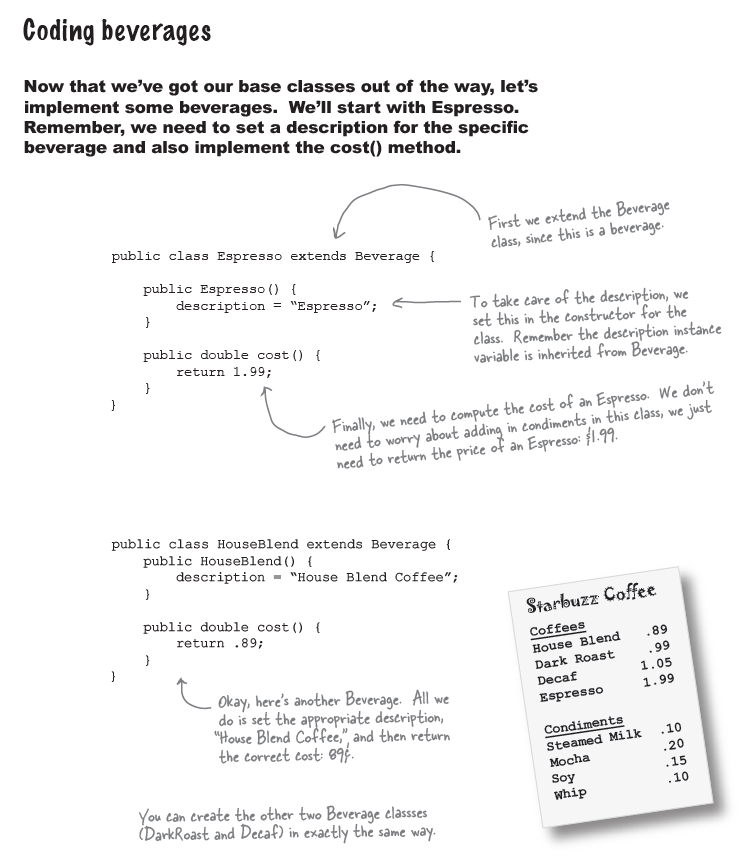 Coding beverages
Now that we've got our base classes out of the way, let's
implement some beverages.  We'll start with Espresso.
Remember, we need to set a description for the specific
beverage and also implement the cost() method.
First we extend the Beverage
class, since this is a beverage.
public class Espresso extends Beverage {
public Espresso() {
description = “Espresso”;
}
To take care of the description, we
set this in the constructor for the
class.  Remember the description instance
variable is inherited from Beverage.
public double cost() {
return 1.99;
}
}
Finally, we need to compute the cost of an Espresso.  We don't
need to worry about adding in condiments in this class, we just
need to return the price of an Espresso: $1.99.
public class HouseBlend extends Beverage {
public HouseBlend() {
description = “House Blend Coffee”;
}
public double cost() {
return .89;
}
}
Okay, here's another Beverage.  All we
do is set the appropriate description,
“House Blend Coffee,” and then return
the correct cost: 89¢.
You can create the other two Beverage classses
(DarkRoast and Decaf) in exactly the same way.
Starbuzz Coffee
Coffees
House Blend .89
Dark Roast .99
Decaf 1.05
Espresso 1.99
Condiments
Steamed Milk .10
Mocha .20
Soy .15
Whip .10